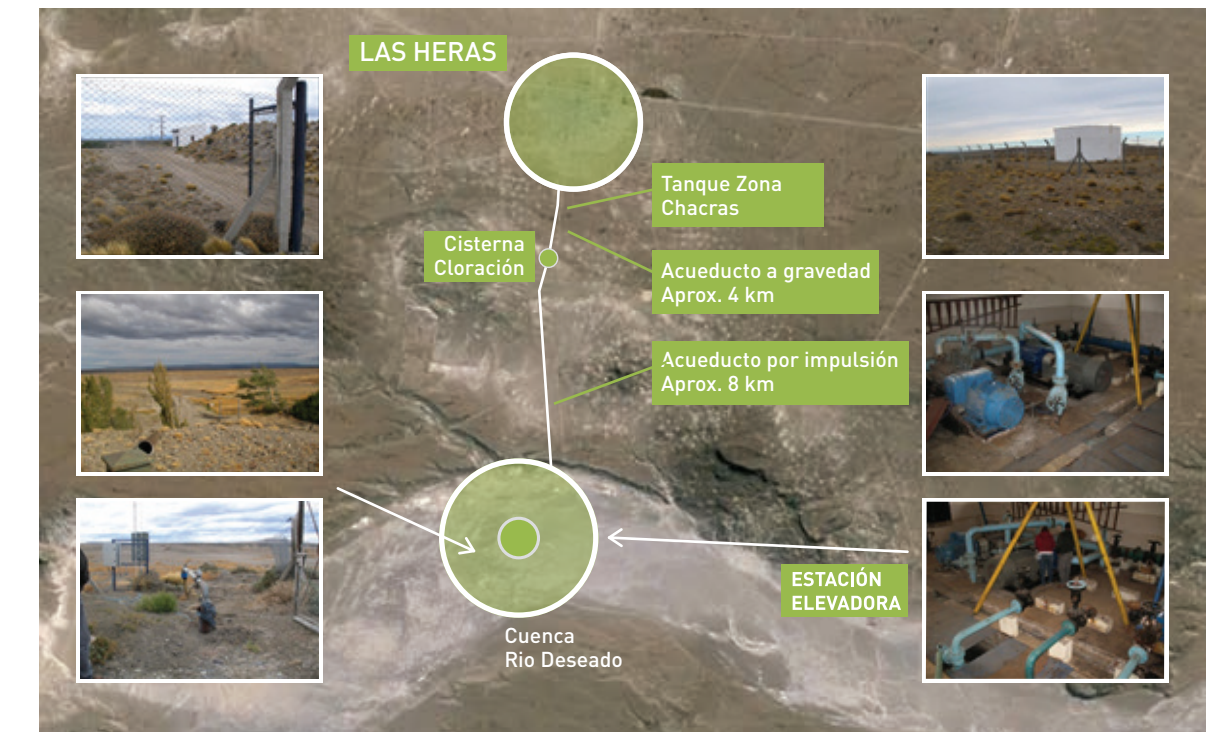 LAS HERAS
Tanque Zona
Chacras
Cisterna
Cloración
Acueducto a gravedad
Aprox. 4 km
Acueducto por impulsión
Aprox. 8 km
ESTACIÓN
ELEVADORA
Cuenca
Rio Deseado